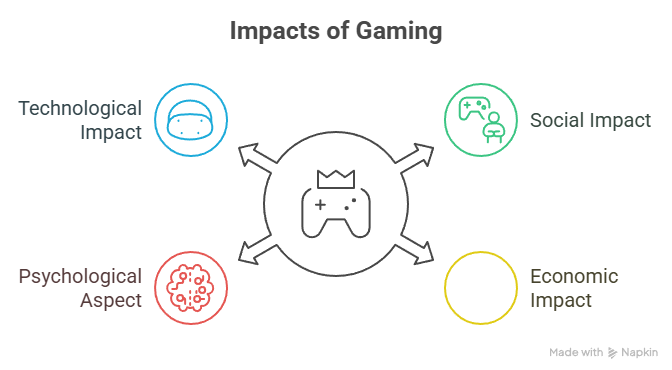 Impacts of Gaming
Technological
Impact
Social Impact
Psychological
Aspect
Economic
Impact
Made with Napkin